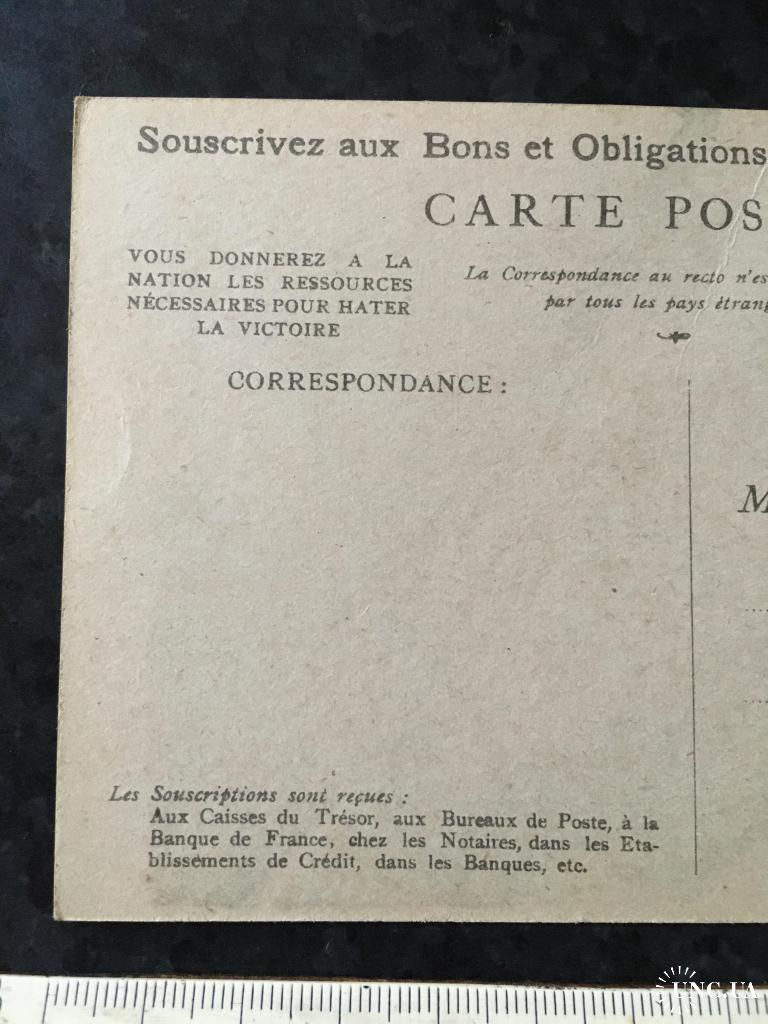 Souscrivez aux Bons et Obligations
CARTE POS
VOUS DONNEREZ A LA
NATION LES RESSOURCES
NÉCESSAIRES POUR HATER
LA VICTOIRE
La Correspondance au recto n'es
par tous les pays étrang
CORRESPONDANCE :
M
Les Souscriptions sont reçues :
Aux Caisses du Trésor, aux Bureaux de Poste, à la
Banque de France, chez les Notaires, dans les Eta-
blissements de Crédit, dans les Banques, etc.
UNC.UA